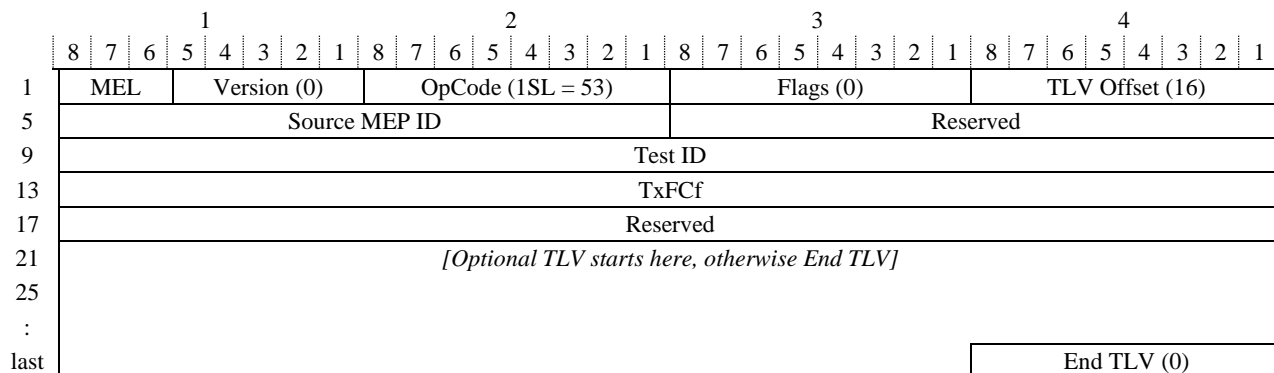 1 2 3 4
8 7 6 5 4 3 2 1 8 7 6 5 4 3 2 1 8 7 6 5 4 3 2 1 8 7 6 5 4 3 2 1
1 MEL Version (0) OpCode (1SL = 53) Flags (0) TLV Offset (16)
5 Source MEP ID Reserved
9 Test ID
13 TxFCf
17 Reserved
21 [Optional TLV starts here, otherwise End TLV]
25
:
last End TLV (0)